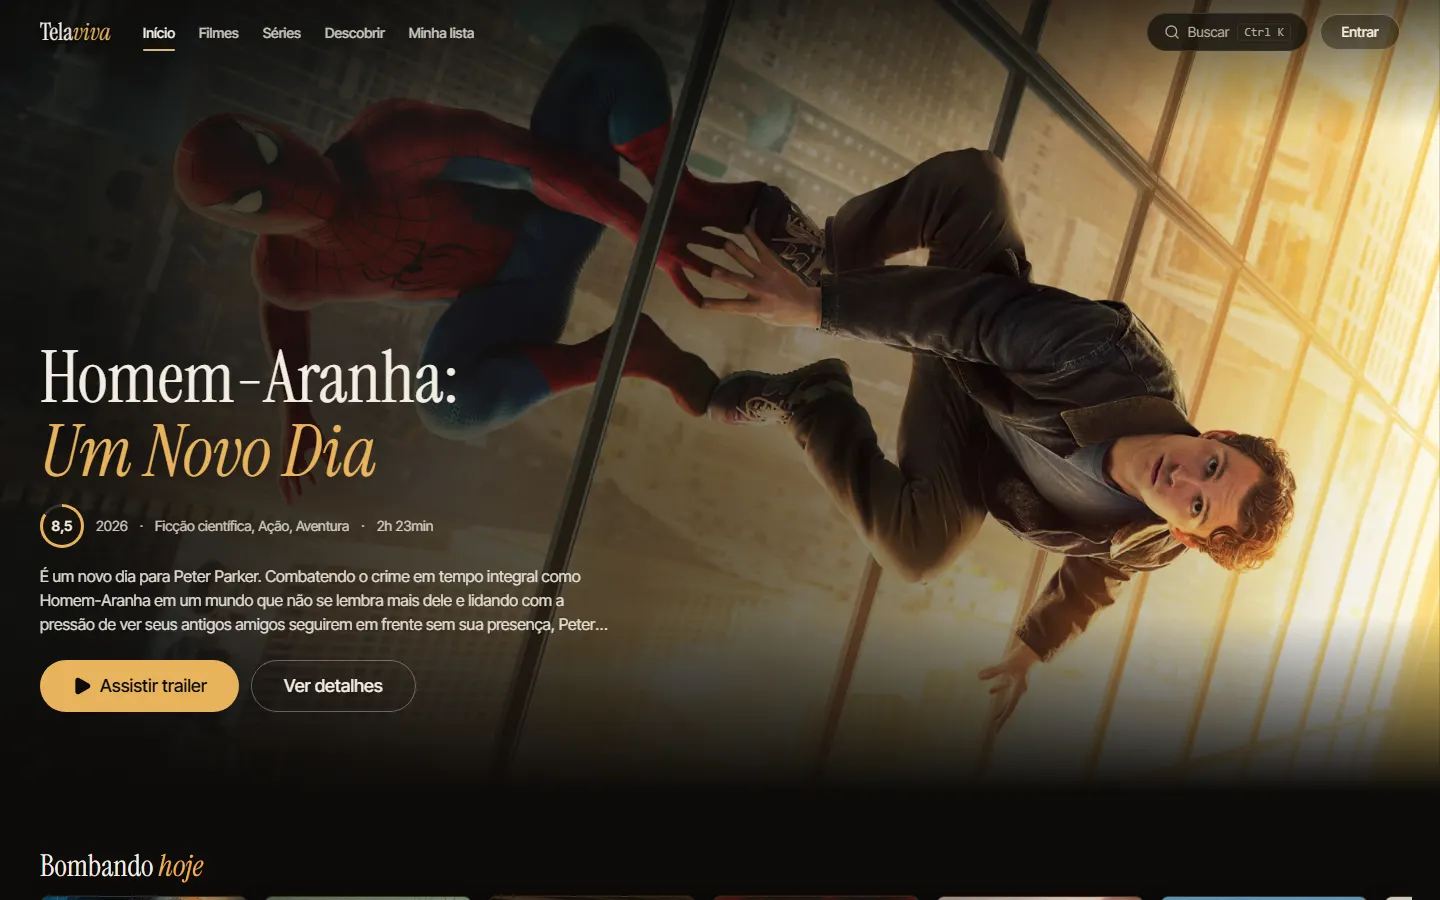 Telaviva
Início
Filmes
Séries
Descobrir
Minha lista
Buscar
Ctrl K
Entrar
Homem-Aranha:
Um Novo Dia
8,5
2026 · Ficção científica, Ação, Aventura · 2h 23min
É um novo dia para Peter Parker. Combatendo o crime em tempo integral como
Homem-Aranha em um mundo que não se lembra mais dele e lidando com a
pressão de ver seus antigos amigos seguirem em frente sem sua presença, Peter...
Assistir trailer
Ver detalhes
Bombando hoje